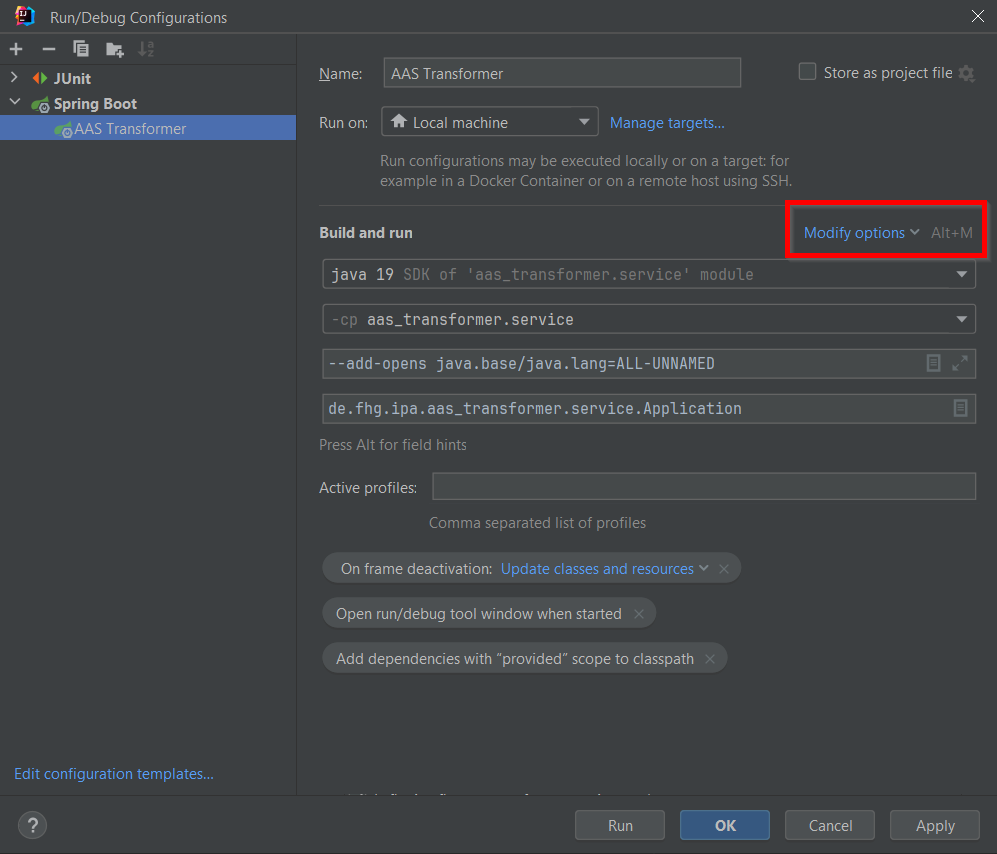 Run/Debug Configurations
JUnit
Spring Boot
AAS Transformer
Name: AAS Transformer
Store as project file
Run on: Local machine
Manage targets...
Run configurations may be executed locally or on a target: for
example in a Docker Container or on a remote host using SSH.
Build and run
Modify options Alt+M
java 19 SDK of 'aas_transformer.service' module
-cp aas_transformer.service
--add-opens java.base/java.lang=ALL-UNNAMED
de.fhg.ipa.aas_transformer.service.Application
Press Alt for field hints
Active profiles:
Comma separated list of profiles
On frame deactivation: Update classes and resources
Open run/debug tool window when started
Add dependencies with “provided” scope to classpath
Edit configuration templates...
?
Run
OK
Cancel
Apply